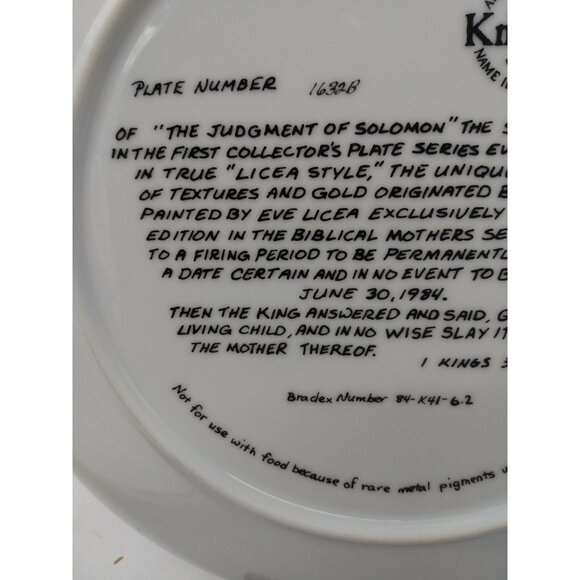 Kn
NAME IN
PLATE NUMBER 1632B
OF "THE JUDGMENT OF SOLOMON" THE S
IN THE FIRST COLLECTOR'S PLATE SERIES EV
IN TRUE "LICEA STYLE," THE UNIQU
OF TEXTURES AND GOLD ORIGINATED B
PAINTED BY EVE LICEA EXCLUSIVELY
EDITION IN THE BIBLICAL MOTHERS SE
TO A FIRING PERIOD TO BE PERMANENTL
A DATE CERTAIN AND IN NO EVENT TO E
JUNE 30, 1984.
THEN THE KING ANSWERED AND SAID, G
LIVING CHILD, AND IN NO WISE SLAY IT
THE MOTHER THEREOF.
I KINGS 3
Bradex Number 84-K41-6.2
Not for use with food because of rare metal pigments u